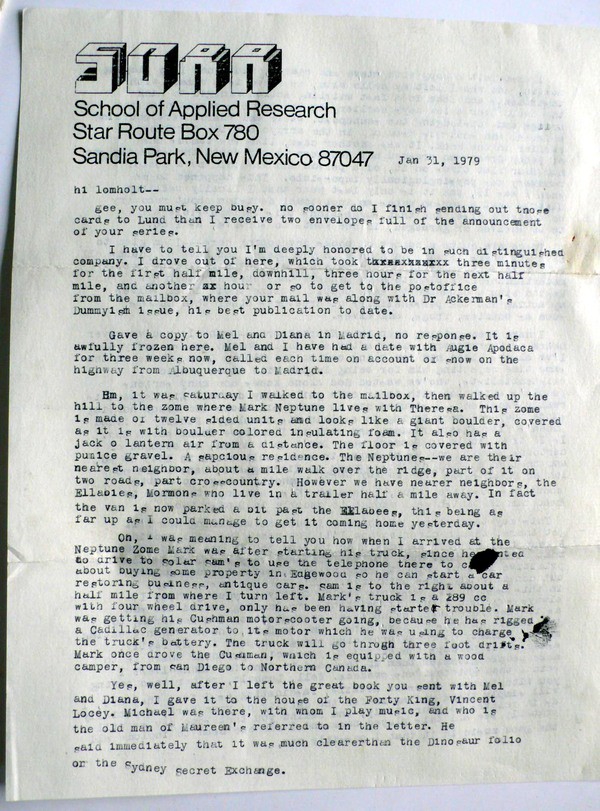 SURR
School of Applied Research
Star Route Box 780
Sandia Park, New Mexico 87047 Jan 31, 1979
hi lomholt--
gee, you must keep busy. no sooner do I finish sending out those
cards to Lund than I receive two envelopes full of the announcement
of your series.
I have to tell you I'm deeply honored to be in such distinguished
company. I drove out of here, which took three minutes
for the first half mile, downhill, three hours for the next half
mile, and another hour or so to get to the postoffice
from the mailbox, where your mail was along with Dr Ackerman's
Dummyish issue, his best publication to date.
Gave a copy to Mel and Diana in Madrid, no response. It is
awfully frozen here. Mel and I have had a date with Augie Apodaca
for three weeks now, called each time on account of snow on the
highway from Albuquerque to Madrid.
Hm, it was saturday I walked to the mailbox, then walked up the
hill to the zome where Mark Neptune lives with Theresa. This zome
is made of twelve sided units and looks like a giant boulder, covered
as it is with boulder colored insulating foam. It also has a
jack o lantern air from a distance. The floor is covered with
pumice gravel. A sapcious residence. The Neptunes--we are their
nearest neighbor, about a mile walk over the ridge, part of it on
two roads, part crosscountry. However we have nearer neighbors, the
Ellabies, Mormons who live in a trailer half a mile away. In fact
the van is now parked a bit past the Ellabees, this being as
far up as I could manage to get it coming home yesterday.
Oh, I was meaning to tell you how when I arrived at the
Neptune Zome Mark was after starting his truck, since he
to drive to solar sam's to use the telephone there to
about buying some property in Edgewood so he can start a car
restoring business, antique cars. sam is to the right about a
half mile from where I turn left. Mark's truck is a 289 cc
with four wheel drive, only has been having starter trouble. Mark
was getting his Cushman motorscooter going, because he has rigged
a Cadillac generator to its motor which he was using to charge
the truck's battery. The truck will go throgh three foot drifts.
Mark once drove the Cushman, which is equipped with a wood
camper, from San Diego to Northern Canada.
Yes, well, after I left the great book you sent with Mel
and Diana, I gave it to the house of the Forty King, Vincent
Locey. Michael was there, with whom I play music, and who is
the old man of Maureen's referred to in the letter. He
said immediately that it was much clearerthan the Dinosaur folio
or the Sydney Secret Exchange.